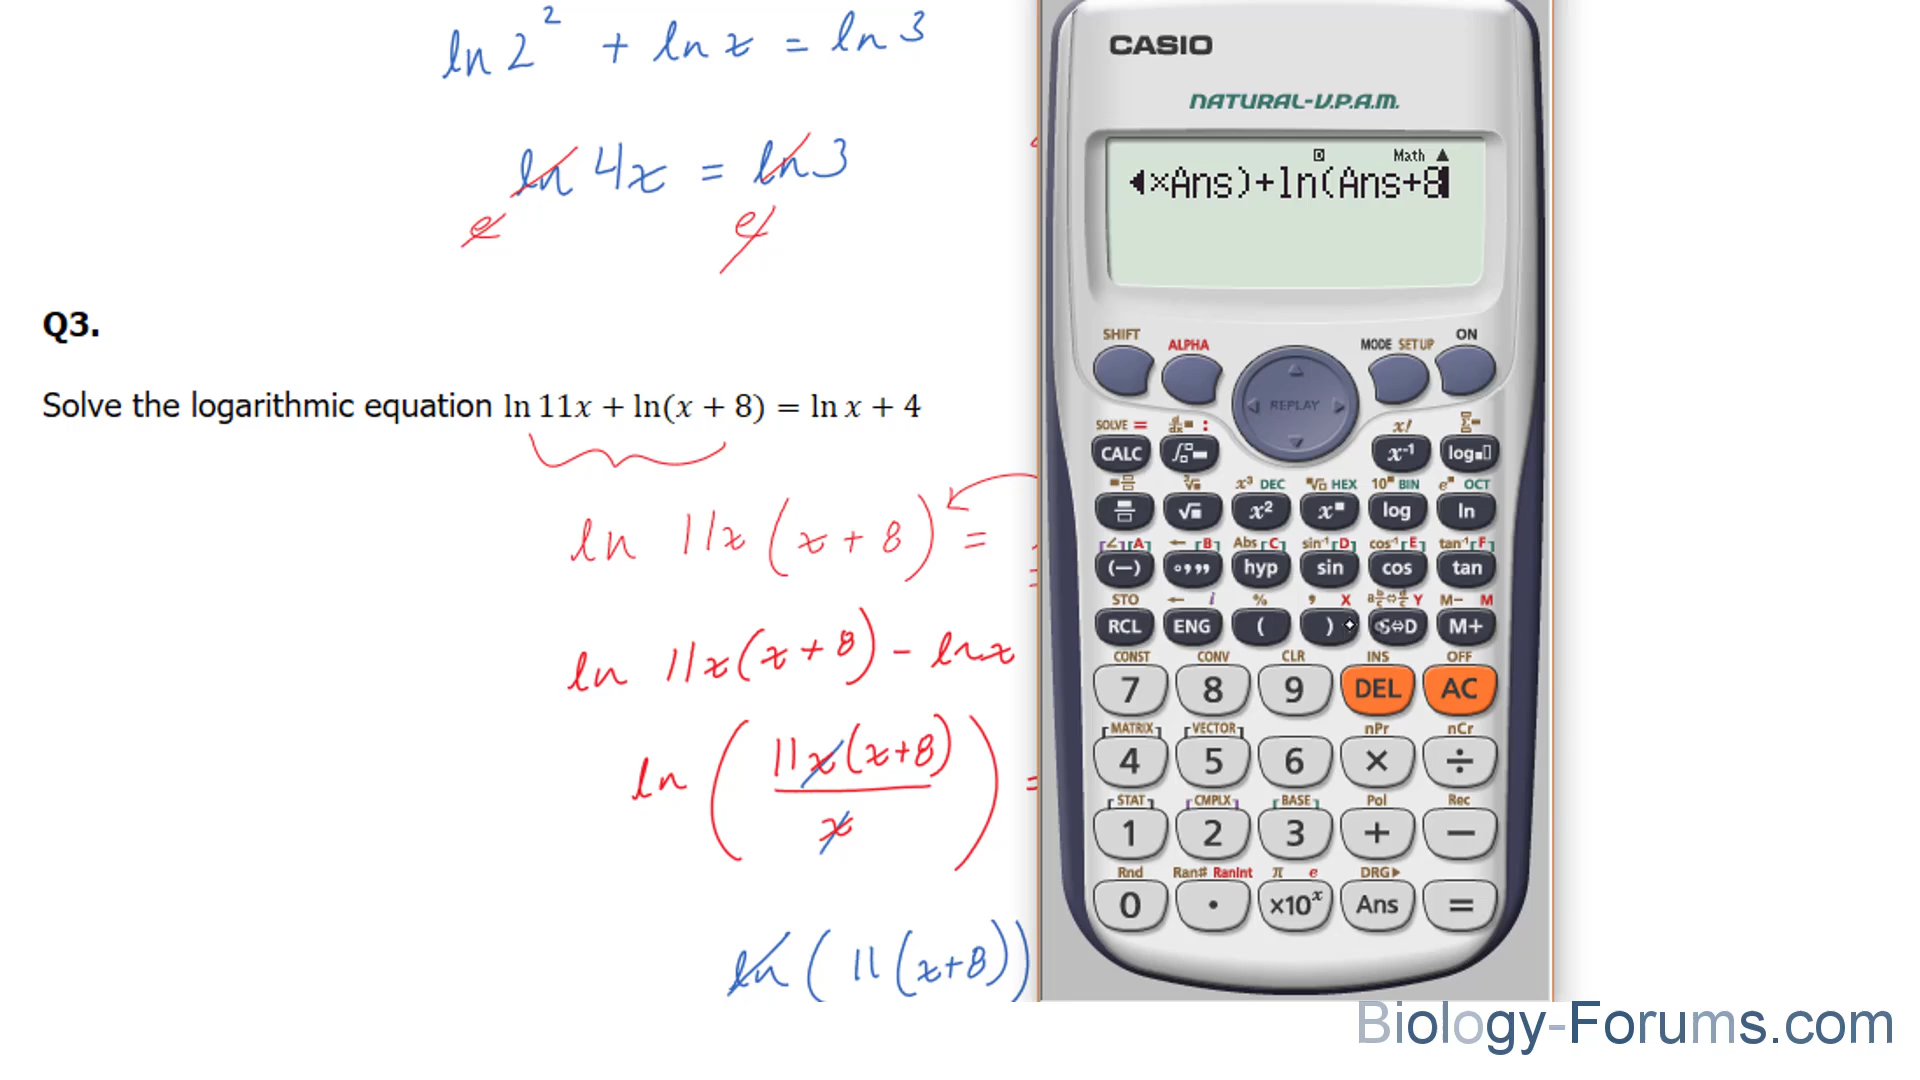 ln 2² + ln x = ln 3
ln 4x = ln 3
e e
Q3.
Solve the logarithmic equation ln 11x + ln(x + 8) = ln x + 4
ln 11x (x + 8) =
ln 11x (x + 8) - ln x
ln ( 11x (x+8) / x ) =
ln ( 11 (x+8))
CASIO
NATURAL-V.P.A.M.
D Math ▲
◀×Ans)+ln(Ans+8
SHIFT ALPHA MODE SETUP ON
REPLAY
SOLVE = d/dx : x! Σ
CALC ∫ x⁻¹ log
x³ DEC HEX 10 BIN e OCT
√ x² x log ln
∠ A ← B Abs C sin⁻¹ D cos⁻¹ E tan⁻¹ F
(−) °,,, hyp sin cos tan
STO ← i % , X a b/c⇔d/c Y M− M
RCL ENG ( ) S⇔D M+
CONST CONV CLR INS OFF
7 8 9 DEL AC
MATRIX VECTOR nPr nCr
4 5 6 × ÷
STAT CMPLX BASE Pol Rec
1 2 3 + −
Rnd Ran# RanInt π e DRG▶
0 . ×10ˣ Ans =
Biology-Forums.com